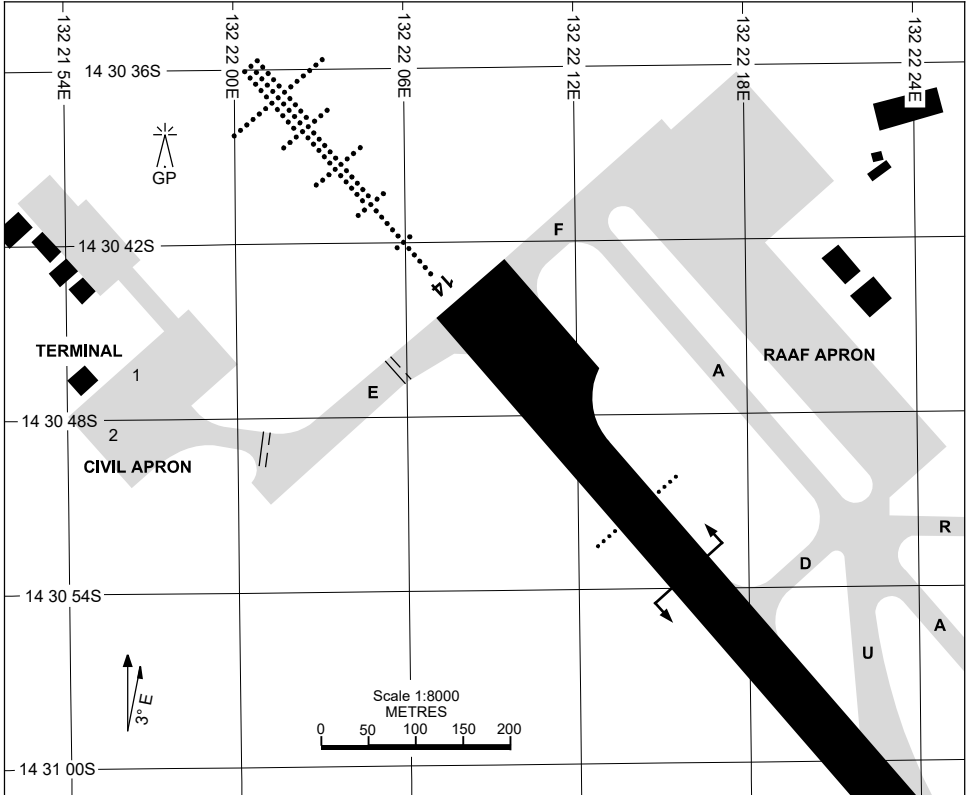 132 21 54E
132 22 00E
132 22 06E
132 22 12E
132 22 18E
132 22 24E
14 30 36S
GP
14 30 42S
F
14
TERMINAL
1
RAAF APRON
A
E
14 30 48S
2
CIVIL APRON
R
D
14 30 54S
A
U
3° E
Scale 1:8000
METRES
0 50 100 150 200
14 31 00S